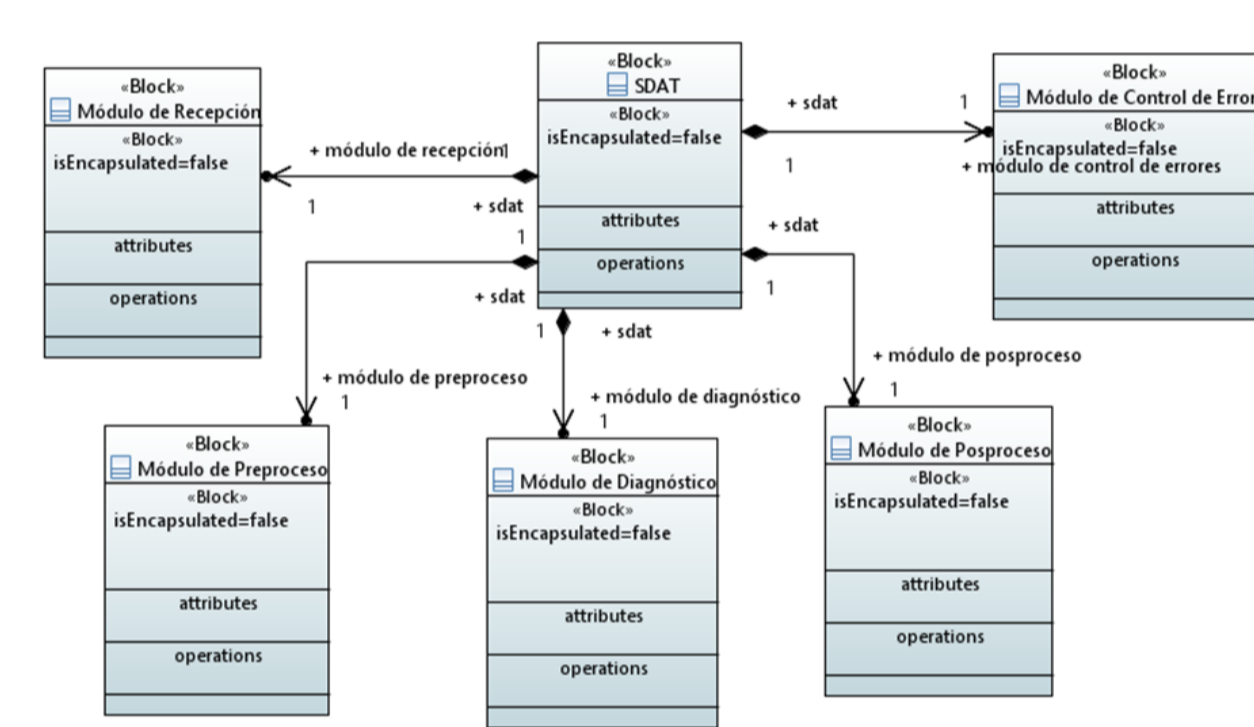 «Block»
SDAT
«Block»
isEncapsulated=false
attributes
operations
«Block»
Módulo de Recepción
«Block»
isEncapsulated=false
attributes
operations
+ módulo de recepción
1
1
+ sdat
1
+ sdat
+ sdat
1
1
+ módulo de control de errores
«Block»
Módulo de Control de Error
«Block»
isEncapsulated=false
attributes
operations
+ sdat
1
+ módulo de posproceso
1
1
+ sdat
+ módulo de diagnóstico
1
+ módulo de preproceso
1
«Block»
Módulo de Preproceso
«Block»
isEncapsulated=false
attributes
operations
«Block»
Módulo de Diagnóstico
«Block»
isEncapsulated=false
attributes
operations
«Block»
Módulo de Posproceso
«Block»
isEncapsulated=false
attributes
operations